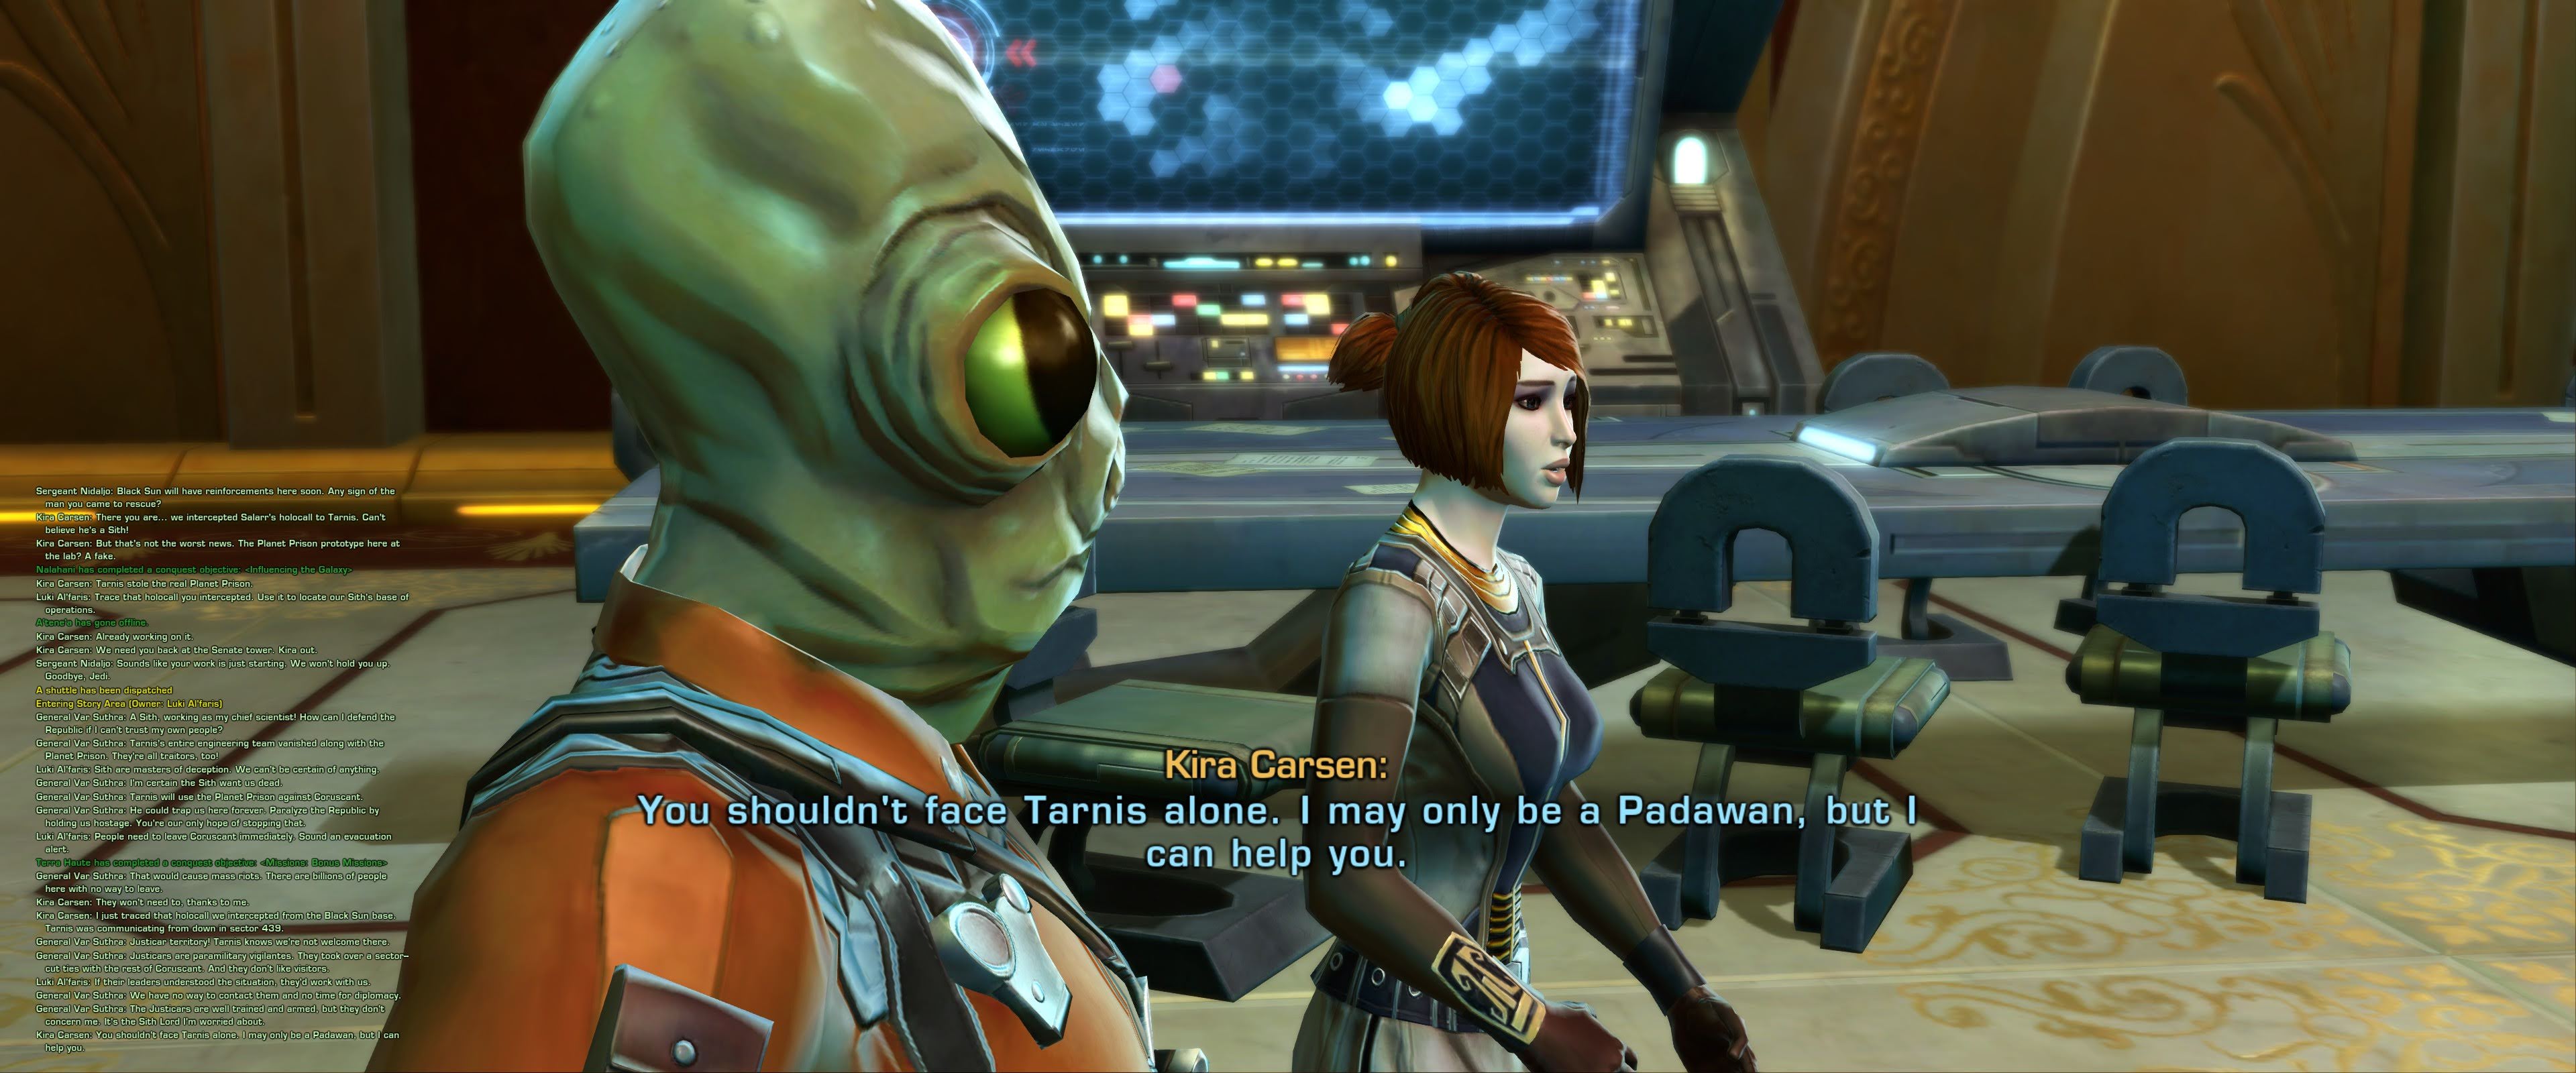 Sergeant Nidaljo: Black Sun will have reinforcements here soon. Any sign of the
man you came to rescue?
Kira Carsen: There you are... we intercepted Salarr's holocall to Tarnis. Can't
believe he's a Sith!
Kira Carsen: But that's not the worst news. The Planet Prison prototype here at
the lab? A fake.
Nalahani has completed a conquest objective: <Influencing the Galaxy>
Kira Carsen: Tarnis stole the real Planet Prison.
Luki Al'faris: Trace that holocall you intercepted. Use it to locate our Sith's base of
operations.
A'tene'a has gone offline.
Kira Carsen: Already working on it.
Kira Carsen: We need you back at the Senate tower. Kira out.
Sergeant Nidaljo: Sounds like your work is just starting. We won't hold you up.
Goodbye, Jedi.
A shuttle has been dispatched
Entering Story Area (Owner: Luki Al'faris)
General Var Suthra: A Sith, working as my chief scientist! How can I defend the
Republic if I can't trust my own people?
General Var Suthra: Tarnis's entire engineering team vanished along with the
Planet Prison. They're all traitors, too!
Luki Al'faris: Sith are masters of deception. We can't be certain of anything.
General Var Suthra: I'm certain the Sith want us dead.
General Var Suthra: Tarnis will use the Planet Prison against Coruscant.
General Var Suthra: He could trap us here forever. Paralyze the Republic by
holding us hostage. You're our only hope of stopping that.
Luki Al'faris: People need to leave Coruscant immediately. Sound an evacuation
alert.
Terra Haute has completed a conquest objective: <Missions: Bonus Missions>
General Var Suthra: That would cause mass riots. There are billions of people
here with no way to leave.
Kira Carsen: They won't need to, thanks to me.
Kira Carsen: I just traced that holocall we intercepted from the Black Sun base.
Tarnis was communicating from down in sector 439.
General Var Suthra: Justicar territory! Tarnis knows we're not welcome there.
General Var Suthra: Justicars are paramilitary vigilantes. They took over a sector—
cut ties with the rest of Coruscant. And they don't like visitors.
Luki Al'faris: If their leaders understood the situation, they'd work with us.
General Var Suthra: We have no way to contact them and no time for diplomacy.
General Var Suthra: The Justicars are well trained and armed, but they don't
concern me. It's the Sith Lord I'm worried about.
Kira Carsen: You shouldn't face Tarnis alone. I may only be a Padawan, but I can
help you.
Kira Carsen:
You shouldn't face Tarnis alone. I may only be a Padawan, but I
can help you.